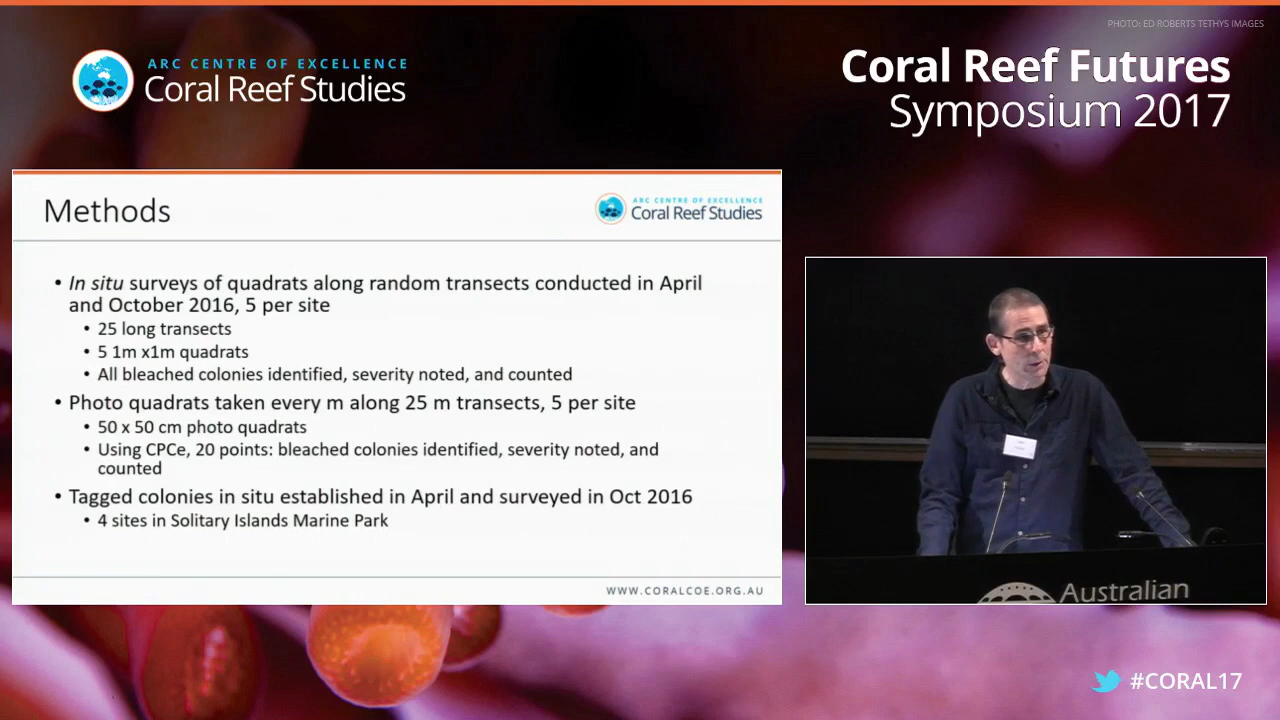 PHOTO: ED ROBERTS TETHYS IMAGES
ARC CENTRE OF EXCELLENCE
Coral Reef Studies
Coral Reef Futures
Symposium 2017
Methods
ARC CENTRE OF EXCELLENCE
Coral Reef Studies
• In situ surveys of quadrats along random transects conducted in April
and October 2016, 5 per site
• 25 long transects
• 5 1m x1m quadrats
• All bleached colonies identified, severity noted, and counted
• Photo quadrats taken every m along 25 m transects, 5 per site
• 50 x 50 cm photo quadrats
• Using CPCe, 20 points: bleached colonies identified, severity noted, and
counted
• Tagged colonies in situ established in April and surveyed in Oct 2016
• 4 sites in Solitary Islands Marine Park
WWW.CORALCOE.ORG.AU
Australian
#CORAL17